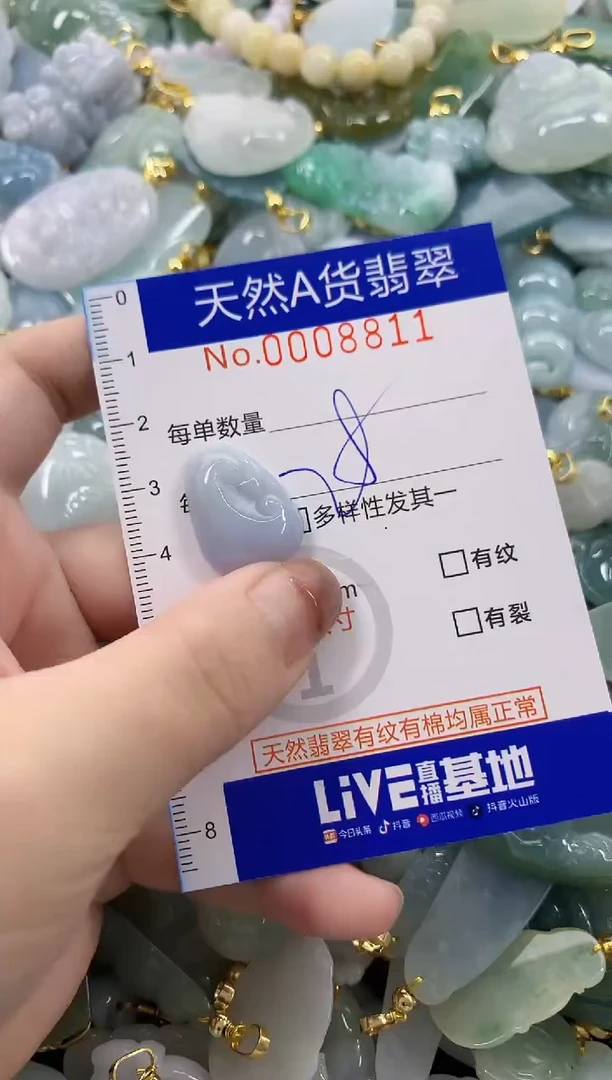 天然A货翡翠
No.0008811
0
1
2
3
4
8
每单数量
多样性发其一
有纹
m
寸
有裂
1
天然翡翠有纹有棉均属正常
LiVE直播基地
今日头条 抖音 西瓜视频 抖音火山版